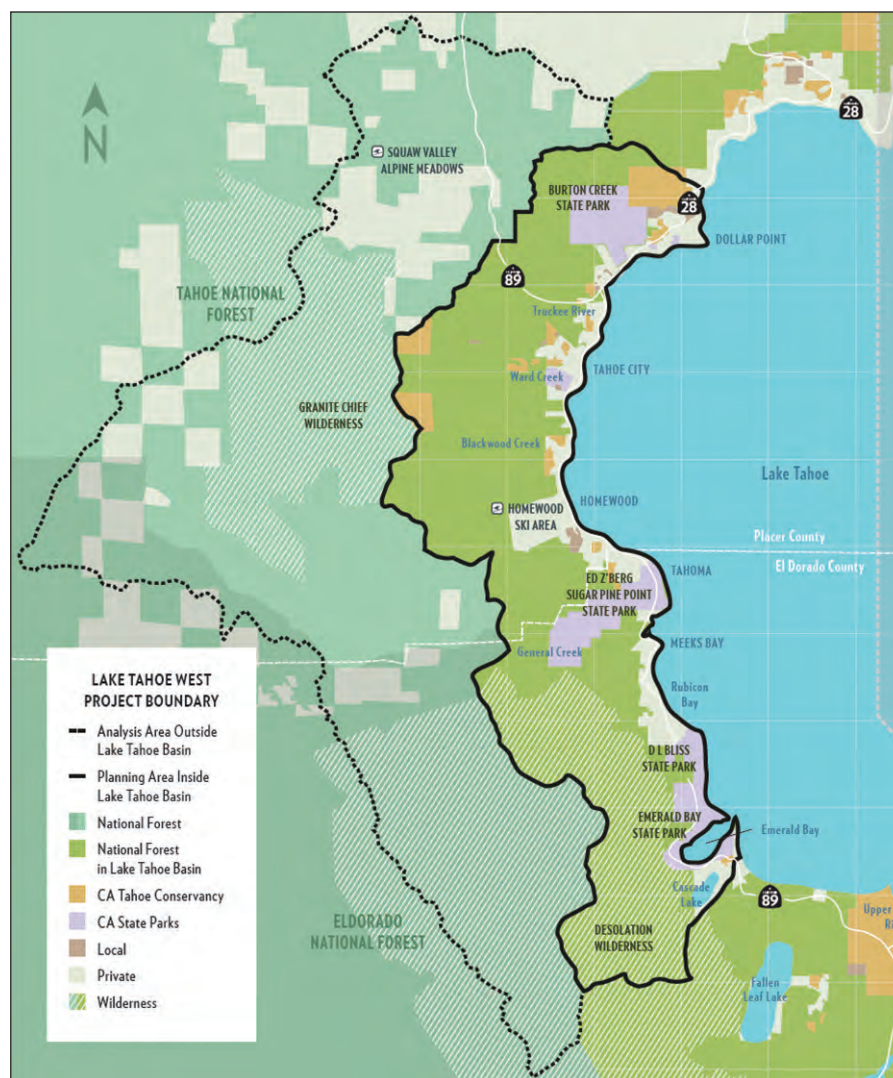 28
N
SQUAW VALLEY
ALPINE MEADOWS
BURTON CREEK
STATE PARK
28
DOLLAR POINT
89
TAHOE NATIONAL
FOREST
Truckee River
TAHOE CITY
Ward Creek
GRANITE CHIEF
WILDERNESS
Blackwood Creek
Lake Tahoe
HOMEWOOD
HOMEWOOD
SKI AREA
Placer County
El Dorado County
TAHOMA
ED Z'BERG
SUGAR PINE POINT
STATE PARK
MEEKS BAY
General Creek
Rubicon
Bay
D L BLISS
STATE PARK
EMERALD BAY
STATE PARK
Emerald Bay
Cascade
Lake
89
Upper
ELDORADO
NATIONAL FOREST
DESOLATION
WILDERNESS
Fallen
Leaf Lake
LAKE TAHOE WEST
PROJECT BOUNDARY
Analysis Area Outside
Lake Tahoe Basin
Planning Area Inside
Lake Tahoe Basin
National Forest
National Forest
in Lake Tahoe Basin
CA Tahoe Conservancy
CA State Parks
Local
Private
Wilderness